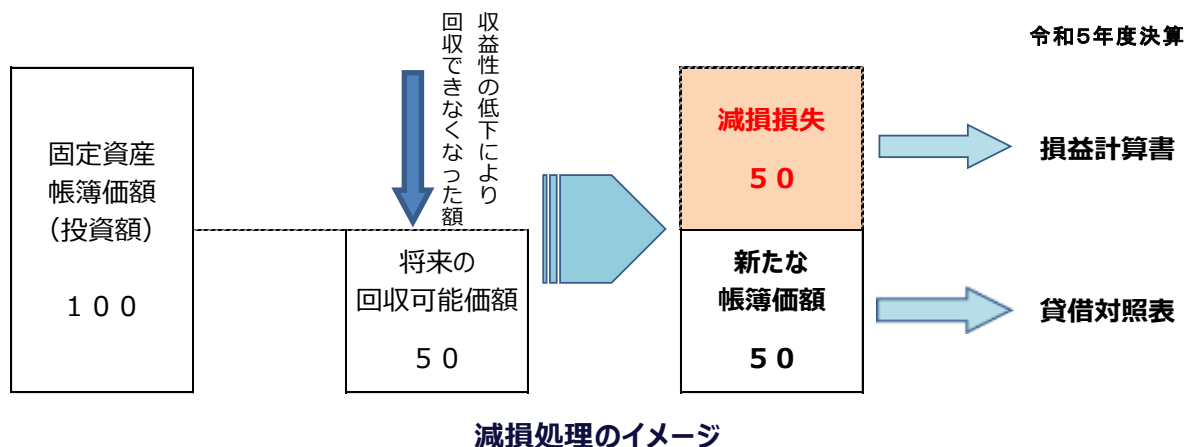 令和５年度決算
固定資産
帳簿価額
（投資額）
１００
収益性の低下により
回収できなくなった額
将来の
回収可能価額
５０
減損損失
５０
新たな
帳簿価額
５０
損益計算書
貸借対照表
減損処理のイメージ